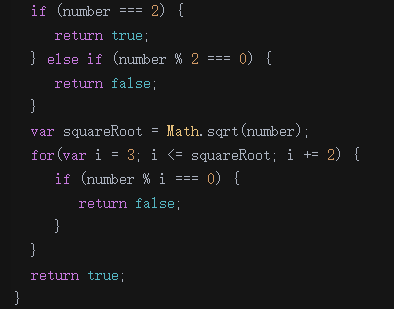 if (number === 2) {
return true;
} else if (number % 2 === 0) {
return false;
}
var squareRoot = Math.sqrt(number);
for(var i = 3; i <= squareRoot; i += 2) {
if (number % i === 0) {
return false;
}
}
return true;
}